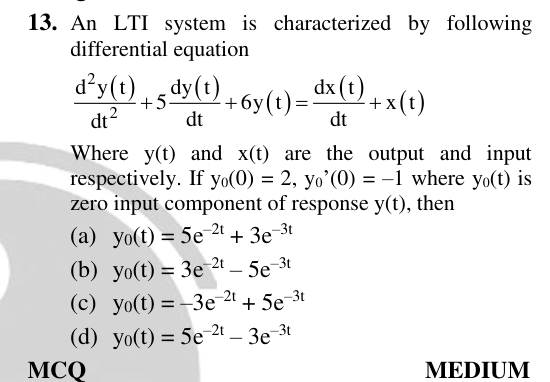 13. An LTI system is characterized by following
differential equation
d²y(t)/dt² + 5 dy(t)/dt + 6y(t) = dx(t)/dt + x(t)
Where y(t) and x(t) are the output and input
respectively. If y₀(0) = 2, y₀’(0) = –1 where y₀(t) is
zero input component of response y(t), then
(a) y₀(t) = 5e⁻²ᵗ + 3e⁻³ᵗ
(b) y₀(t) = 3e⁻²ᵗ – 5e⁻³ᵗ
(c) y₀(t) = –3e⁻²ᵗ + 5e⁻³ᵗ
(d) y₀(t) = 5e⁻²ᵗ – 3e⁻³ᵗ
MCQ MEDIUM